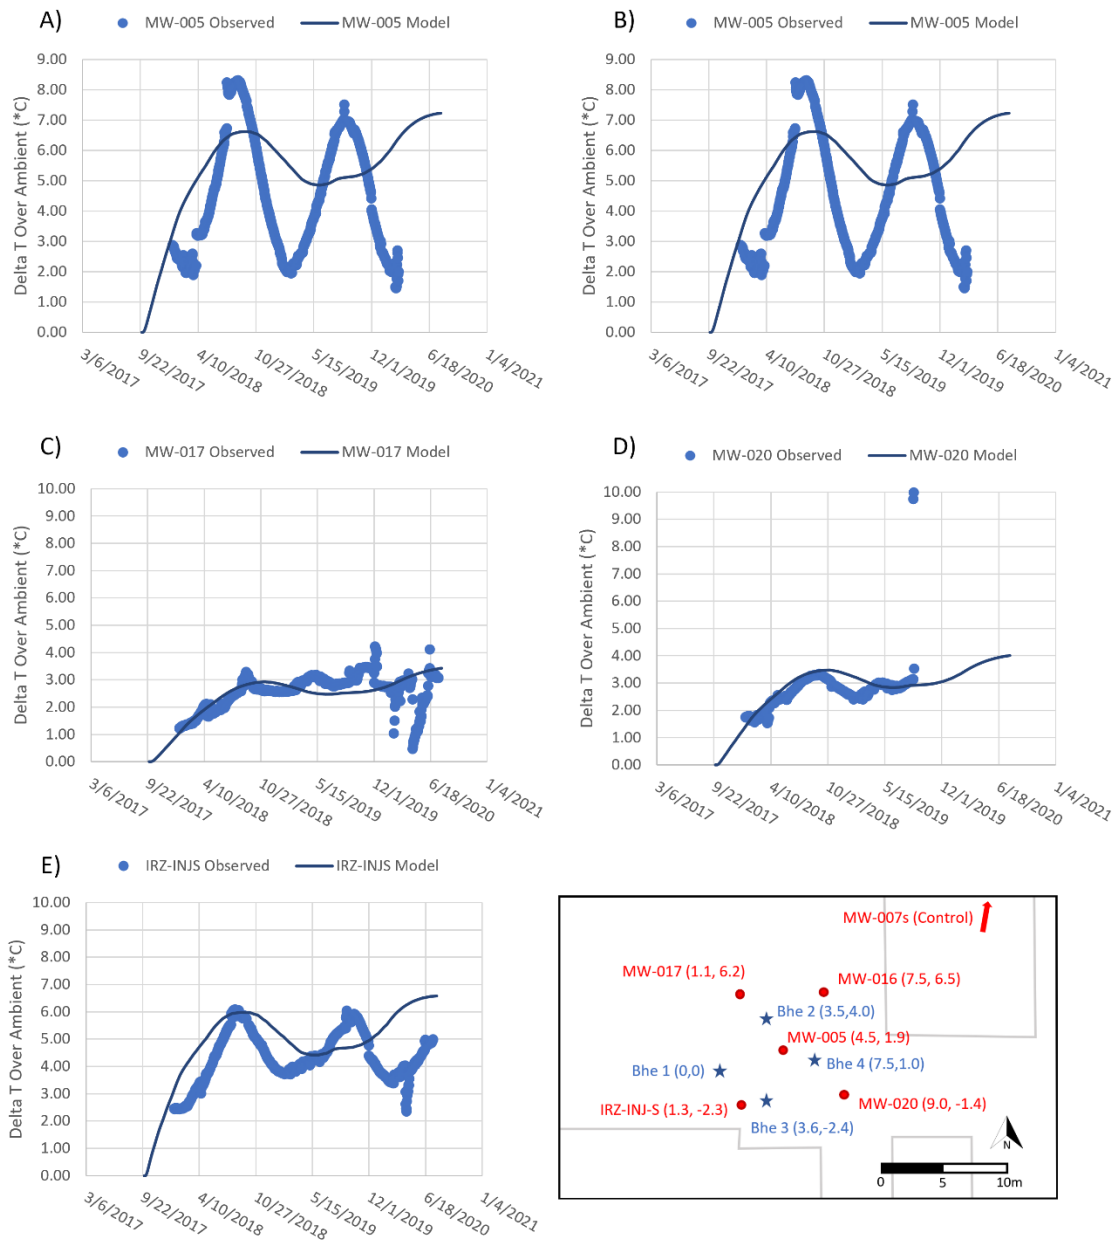 A)
MW-005 Observed MW-005 Model
Delta T Over Ambient (*C)
9.00
8.00
7.00
6.00
5.00
4.00
3.00
2.00
1.00
0.00
3/6/2017 9/22/2017 4/10/2018 10/27/2018 5/15/2019 12/1/2019 6/18/2020 1/4/2021
B)
MW-005 Observed MW-005 Model
Delta T Over Ambient (*C)
9.00
8.00
7.00
6.00
5.00
4.00
3.00
2.00
1.00
0.00
3/6/2017 9/22/2017 4/10/2018 10/27/2018 5/15/2019 12/1/2019 6/18/2020 1/4/2021
C)
MW-017 Observed MW-017 Model
Delta T Over Ambient (*C)
10.00
9.00
8.00
7.00
6.00
5.00
4.00
3.00
2.00
1.00
0.00
3/6/2017 9/22/2017 4/10/2018 10/27/2018 5/15/2019 12/1/2019 6/18/2020 1/4/2021
D)
MW-020 Observed MW-020 Model
Delta T Over Ambient (*C)
10.00
9.00
8.00
7.00
6.00
5.00
4.00
3.00
2.00
1.00
0.00
3/6/2017 9/22/2017 4/10/2018 10/27/2018 5/15/2019 12/1/2019 6/18/2020 1/4/2021
E)
IRZ-INJS Observed IRZ-INJS Model
Delta T Over Ambient (*C)
10.00
9.00
8.00
7.00
6.00
5.00
4.00
3.00
2.00
1.00
0.00
3/6/2017 9/22/2017 4/10/2018 10/27/2018 5/15/2019 12/1/2019 6/18/2020 1/4/2021
MW-007s (Control)
MW-017 (1.1, 6.2)
MW-016 (7.5, 6.5)
Bhe 2 (3.5,4.0)
MW-005 (4.5, 1.9)
Bhe 1 (0,0)
Bhe 4 (7.5,1.0)
IRZ-INJ-S (1.3, -2.3)
MW-020 (9.0, -1.4)
Bhe 3 (3.6,-2.4)
N
0 5 10m